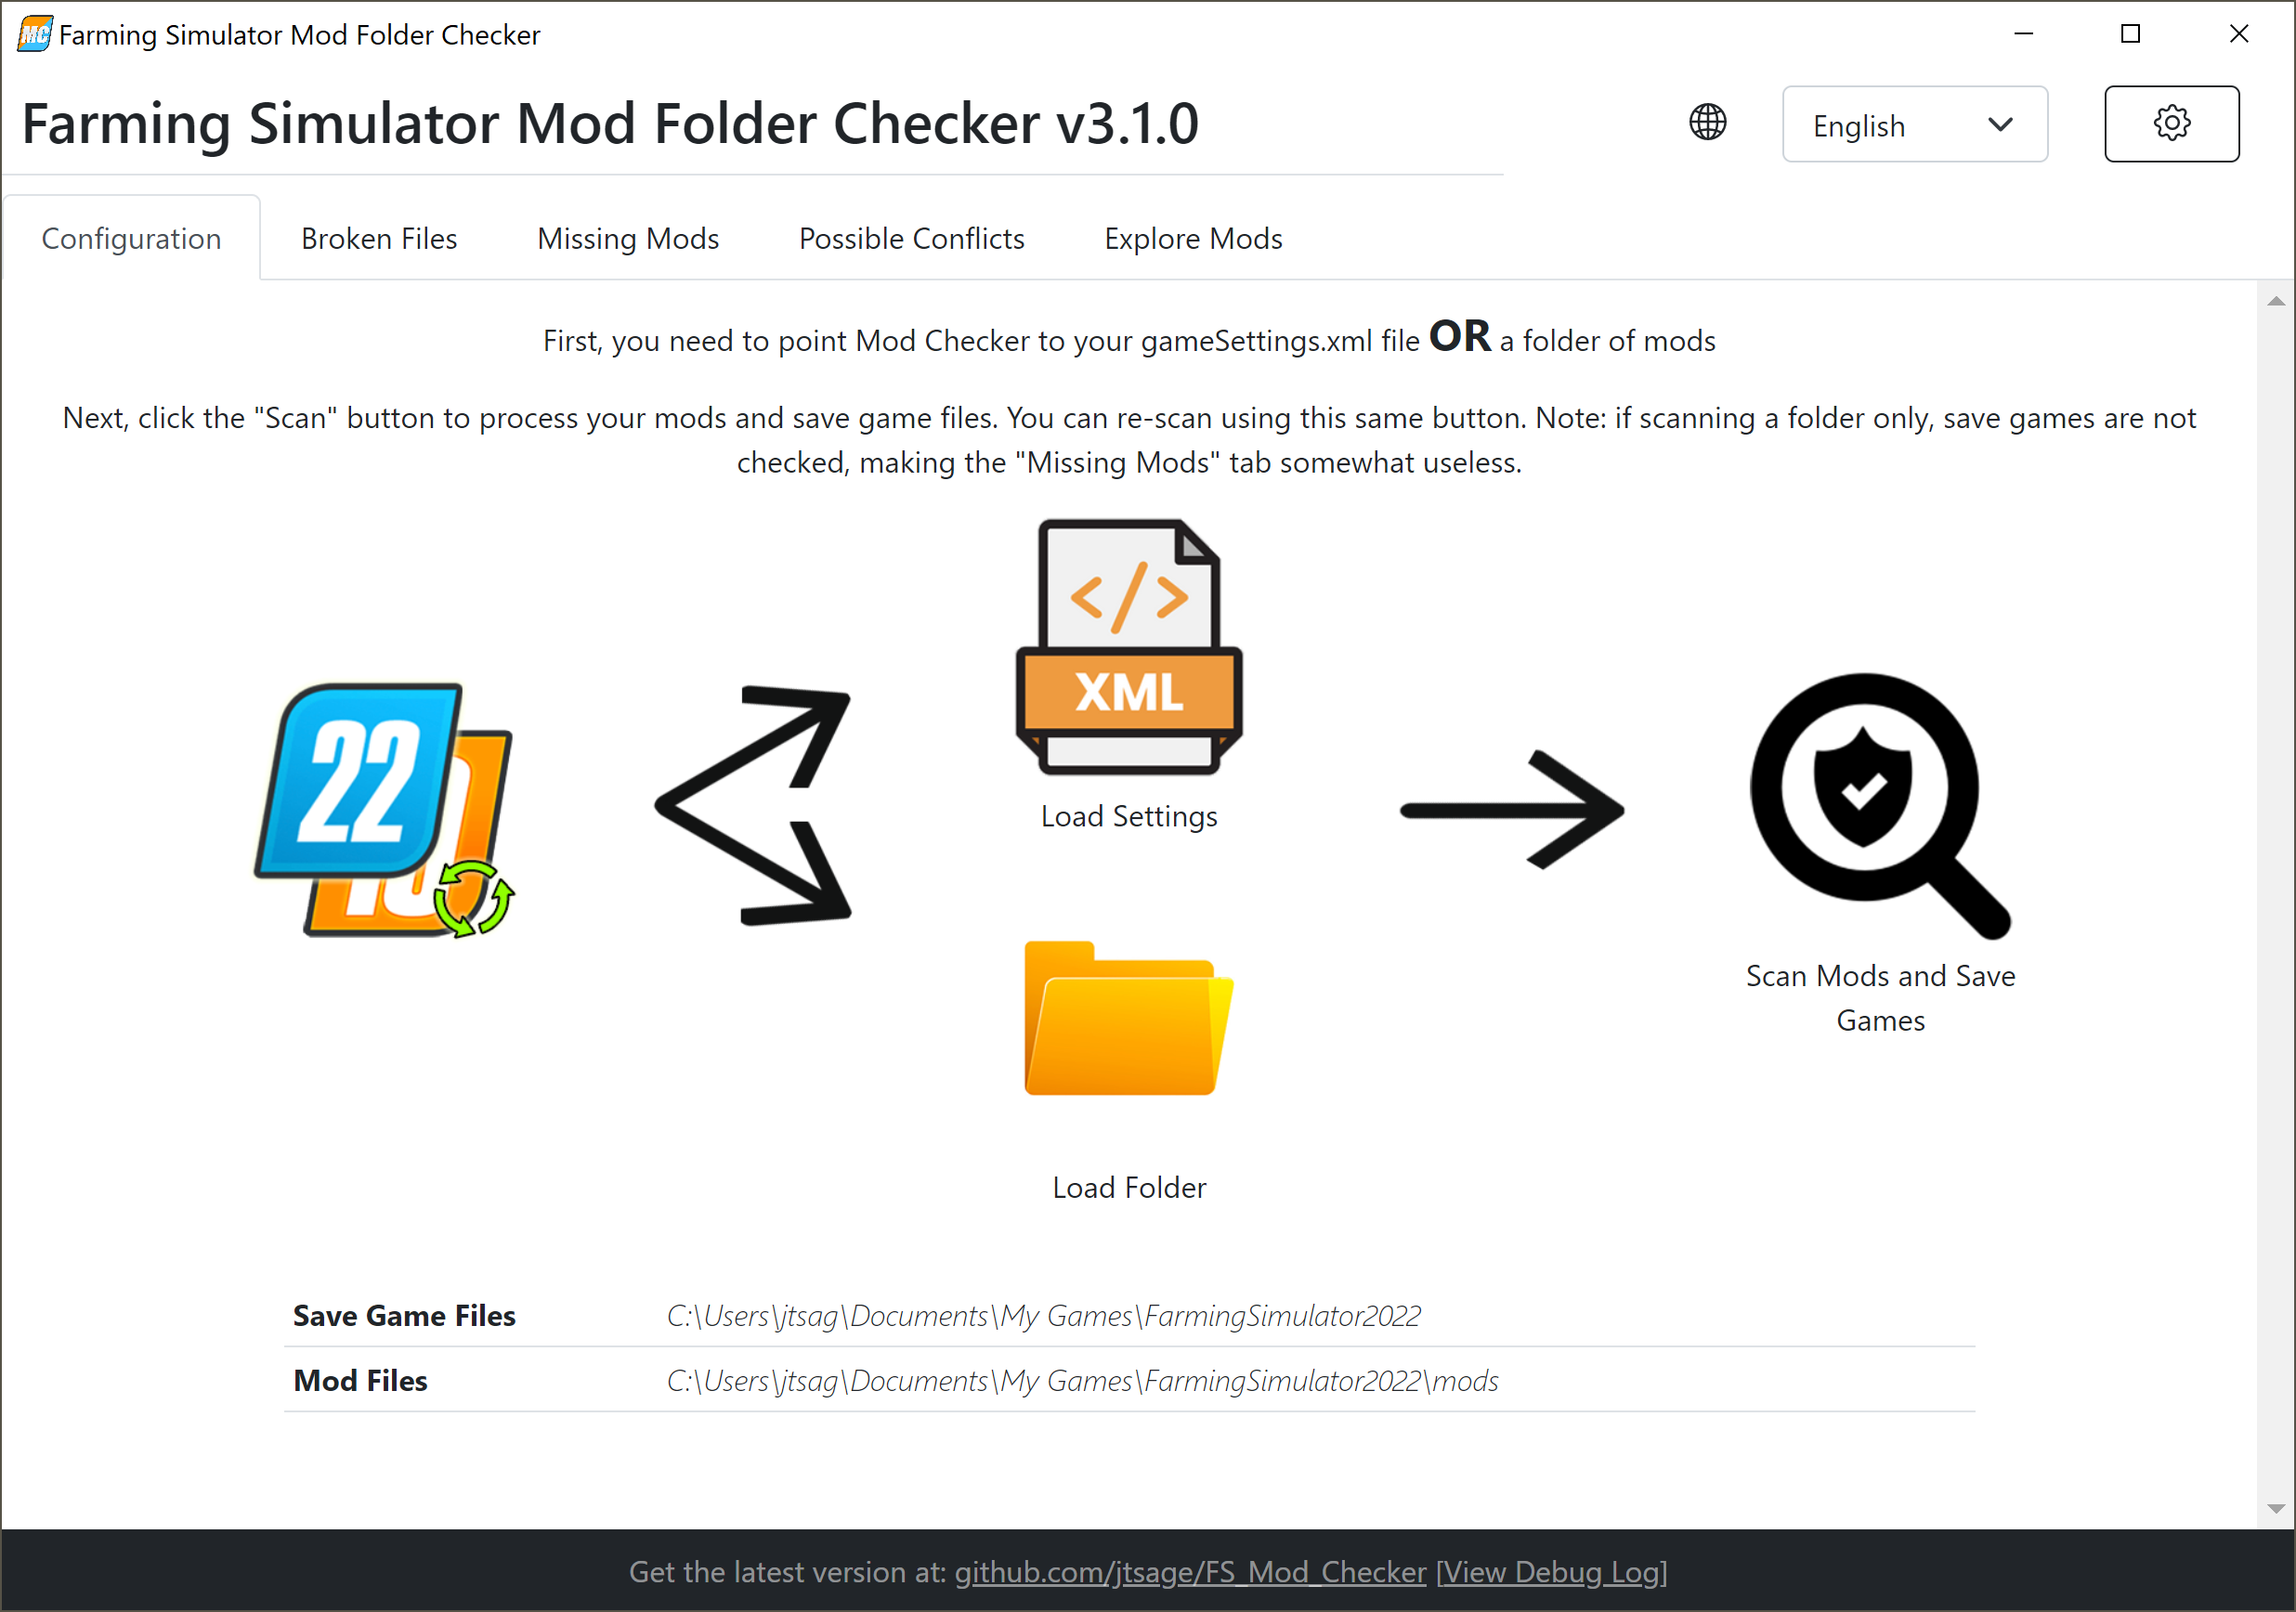 MC Farming Simulator Mod Folder Checker
Farming Simulator Mod Folder Checker v3.1.0
English
Configuration
Broken Files
Missing Mods
Possible Conflicts
Explore Mods
First, you need to point Mod Checker to your gameSettings.xml file OR a folder of mods
Next, click the "Scan" button to process your mods and save game files. You can re-scan using this same button. Note: if scanning a folder only, save games are not
checked, making the "Missing Mods" tab somewhat useless.
</>
XML
22
Load Settings
Scan Mods and Save
Games
Load Folder
Save Game Files C:\Users\jtsag\Documents\My Games\FarmingSimulator2022
Mod Files C:\Users\jtsag\Documents\My Games\FarmingSimulator2022\mods
Get the latest version at: github.com/jtsage/FS_Mod_Checker [View Debug Log]